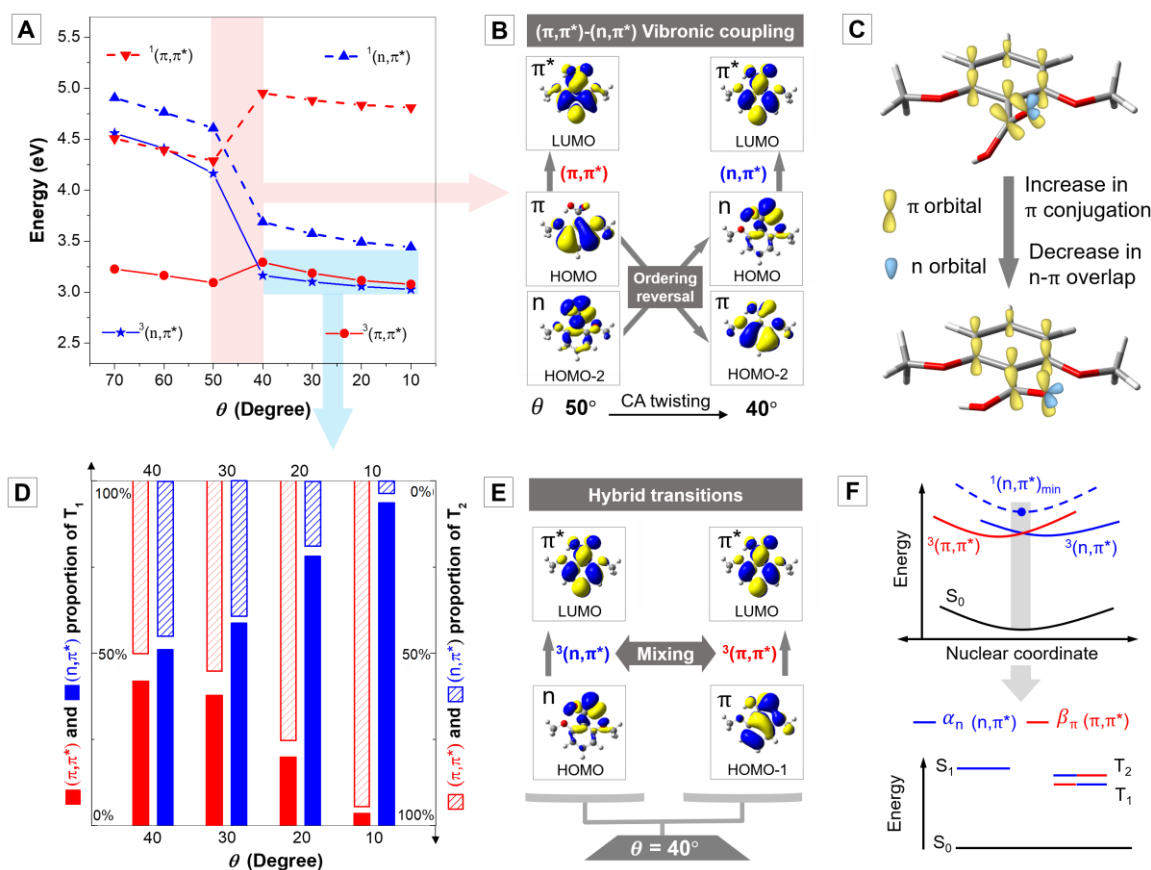 A
5.5
5.0
4.5
4.0
3.5
3.0
2.5
Energy (eV)
1(π,π*)
1(n,π*)
3(n,π*)
3(π,π*)
70 60 50 40 30 20 10
θ (Degree)
B
(π,π*)-(n,π*) Vibronic coupling
π*
LUMO
π*
LUMO
(π,π*)
(n,π*)
π
HOMO
n
HOMO
Ordering
reversal
n
HOMO-2
π
HOMO-2
θ 50° CA twisting 40°
C
π orbital
n orbital
Increase in
π conjugation
Decrease in
n-π overlap
D
40 30 20 10
100%
50%
0%
0%
50%
100%
(π,π*) and (n,π*) proportion of T1
(π,π*) and (n,π*) proportion of T2
40 30 20 10
θ (Degree)
E
Hybrid transitions
π*
LUMO
π*
LUMO
3(n,π*)
Mixing
3(π,π*)
n
HOMO
π
HOMO-1
θ = 40°
F
Energy
1(n,π*)min
3(π,π*)
3(n,π*)
S0
Nuclear coordinate
αn (n,π*)
βπ (π,π*)
Energy
S1
T2
T1
S0